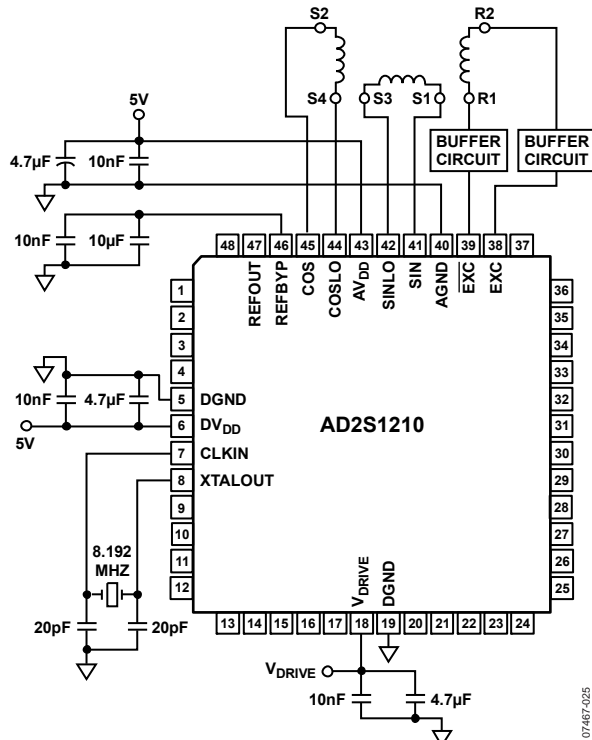 S2
R2
S4
S3
S1
R1
5V
BUFFER
CIRCUIT
BUFFER
CIRCUIT
4.7µF
10nF
10nF
10µF
48 47 46 45 44 43 42 41 40 39 38 37
REFOUT
REFBYP
COS
COSLO
AVDD
SINLO
SIN
AGND
EXC
EXC
1
2
3
4
5
6
7
8
9
10
11
12
DGND
DVDD
CLKIN
XTALOUT
10nF
4.7µF
5V
AD2S1210
36
35
34
33
32
31
30
29
28
27
26
25
8.192
MHZ
20pF
20pF
VDRIVE
DGND
13 14 15 16 17 18 19 20 21 22 23 24
VDRIVE
10nF
4.7µF
07467-025